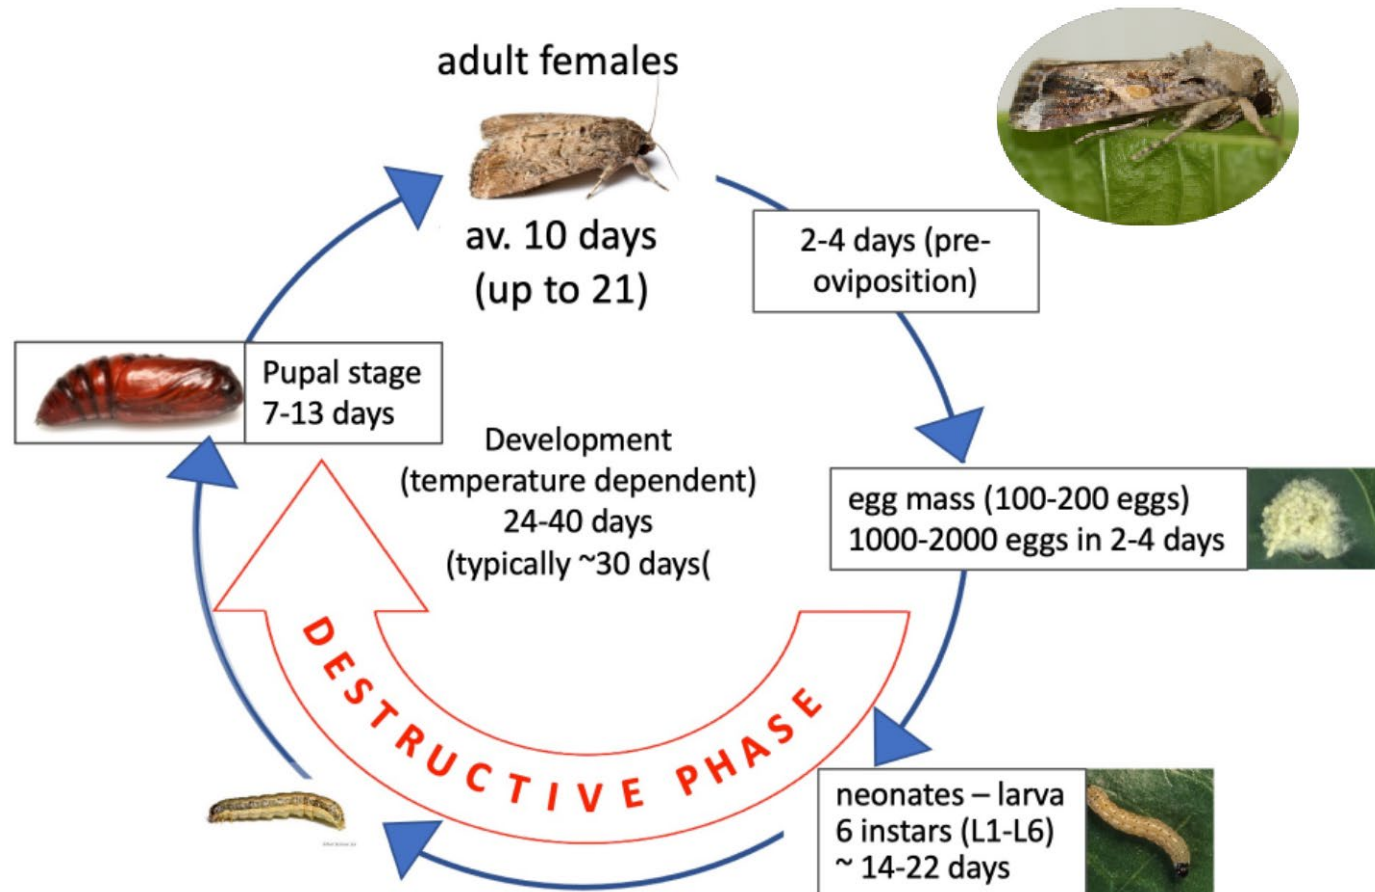 adult females
av. 10 days
(up to 21)
2-4 days (pre-
oviposition)
egg mass (100-200 eggs)
1000-2000 eggs in 2-4 days
neonates – larva
6 instars (L1-L6)
~ 14-22 days
Pupal stage
7-13 days
Development
(temperature dependent)
24-40 days
(typically ~30 days(
DESTRUCTIVE PHASE